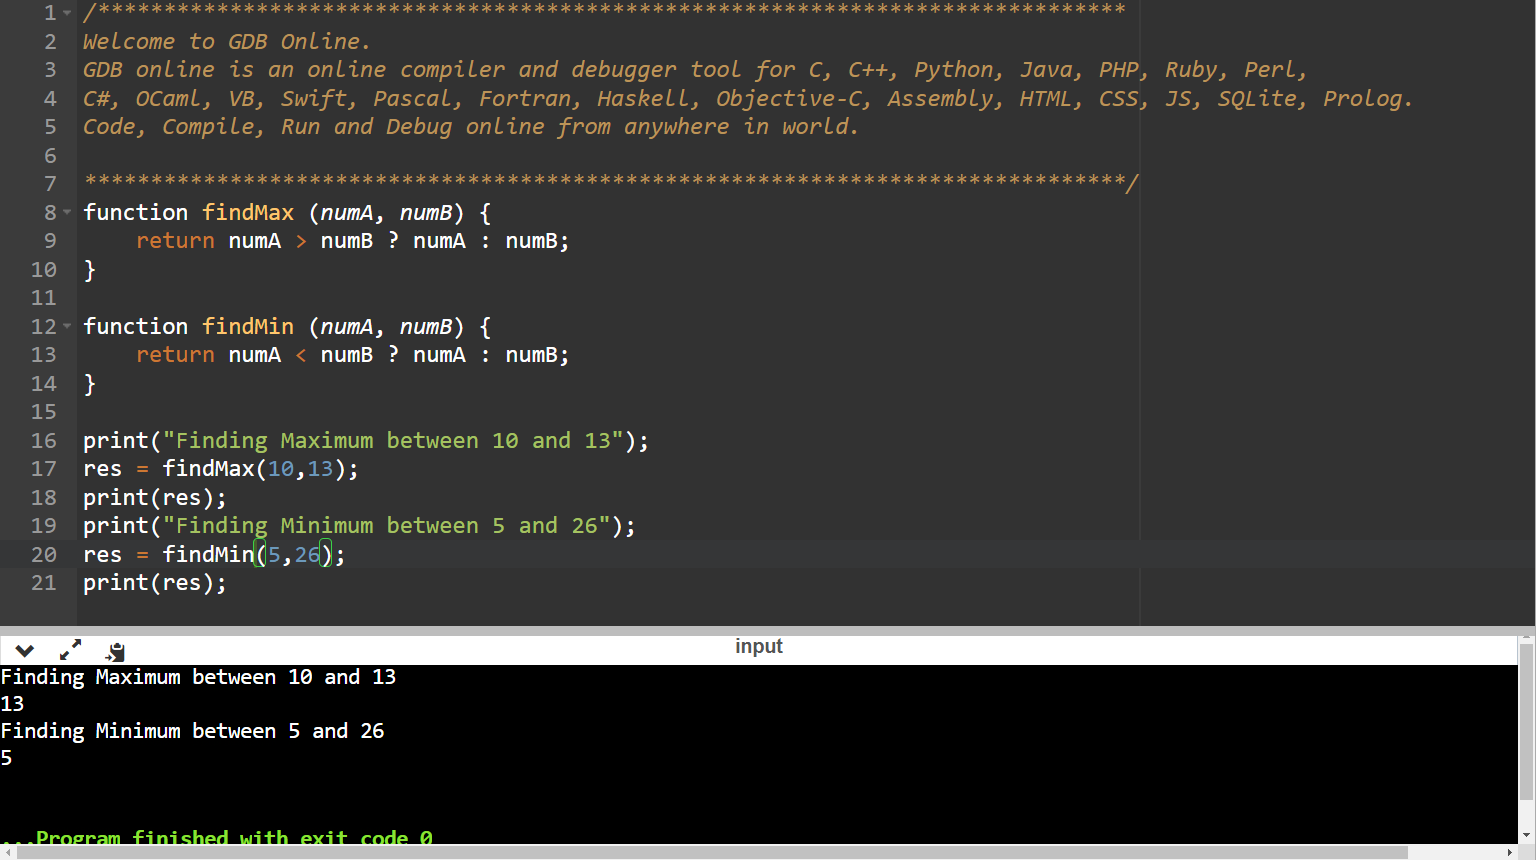 1 /******************************************************************************
2 Welcome to GDB Online.
3 GDB online is an online compiler and debugger tool for C, C++, Python, Java, PHP, Ruby, Perl,
4 C#, OCaml, VB, Swift, Pascal, Fortran, Haskell, Objective-C, Assembly, HTML, CSS, JS, SQLite, Prolog.
5 Code, Compile, Run and Debug online from anywhere in world.
6
7 *******************************************************************************/
8 function findMax (numA, numB) {
9     return numA > numB ? numA : numB;
10 }
11
12 function findMin (numA, numB) {
13     return numA < numB ? numA : numB;
14 }
15
16 print("Finding Maximum between 10 and 13");
17 res = findMax(10,13);
18 print(res);
19 print("Finding Minimum between 5 and 26");
20 res = findMin(5,26);
21 print(res);
input
Finding Maximum between 10 and 13
13
Finding Minimum between 5 and 26
5
...Program finished with exit code 0